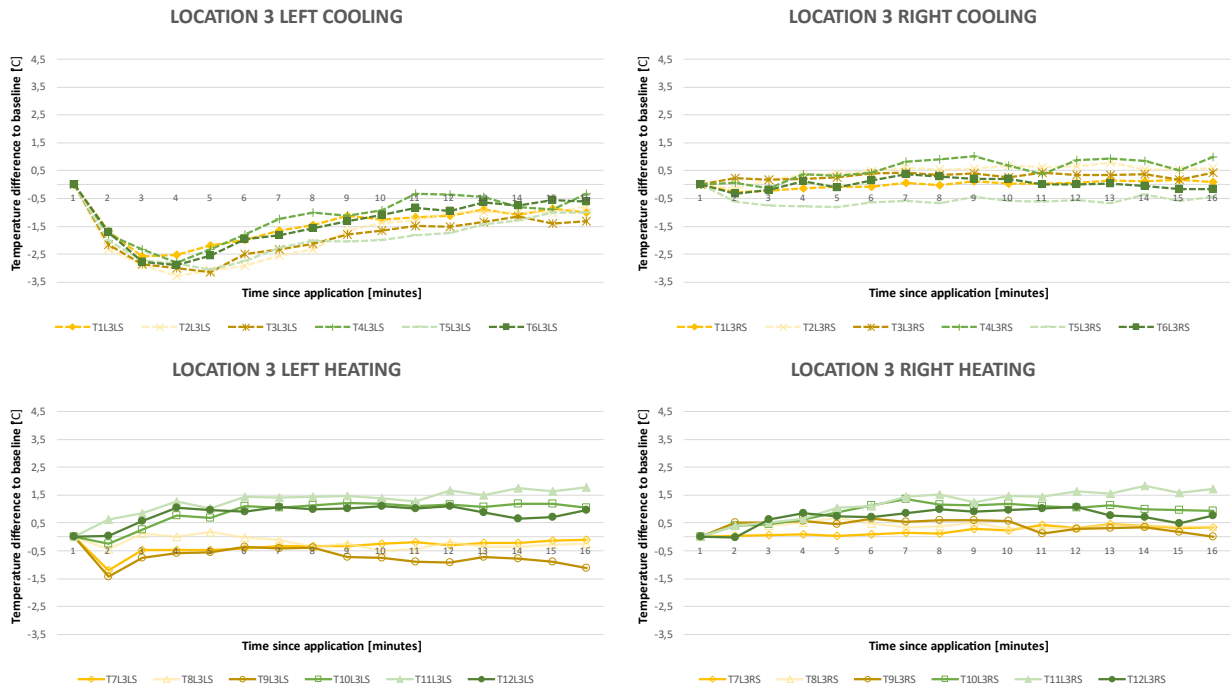 LOCATION 3 LEFT COOLING
Temperature difference to baseline [C]
4,5
3,5
2,5
1,5
0,5
-0,5
-1,5
-2,5
-3,5
1 2 3 4 5 6 7 8 9 10 11 12 13 14 15 16
Time since application [minutes]
T1L3LS T2L3LS T3L3LS T4L3LS T5L3LS T6L3LS
LOCATION 3 RIGHT COOLING
Temperature difference to baseline [C]
4,5
3,5
2,5
1,5
0,5
-0,5
-1,5
-2,5
-3,5
1 2 3 4 5 6 7 8 9 10 11 12 13 14 15 16
Time since application [minutes]
T1L3RS T2L3RS T3L3RS T4L3RS T5L3RS T6L3RS
LOCATION 3 LEFT HEATING
Temperature difference to baseline [C]
4,5
3,5
2,5
1,5
0,5
-0,5
-1,5
-2,5
-3,5
1 2 3 4 5 6 7 8 9 10 11 12 13 14 15 16
Time since application [minutes]
T7L3LS T8L3LS T9L3LS T10L3LS T11L3LS T12L3LS
LOCATION 3 RIGHT HEATING
Temperature difference to baseline [C]
4,5
3,5
2,5
1,5
0,5
-0,5
-1,5
-2,5
-3,5
1 2 3 4 5 6 7 8 9 10 11 12 13 14 15 16
Time since application [minutes]
T7L3RS T8L3RS T9L3RS T10L3RS T11L3RS T12L3RS